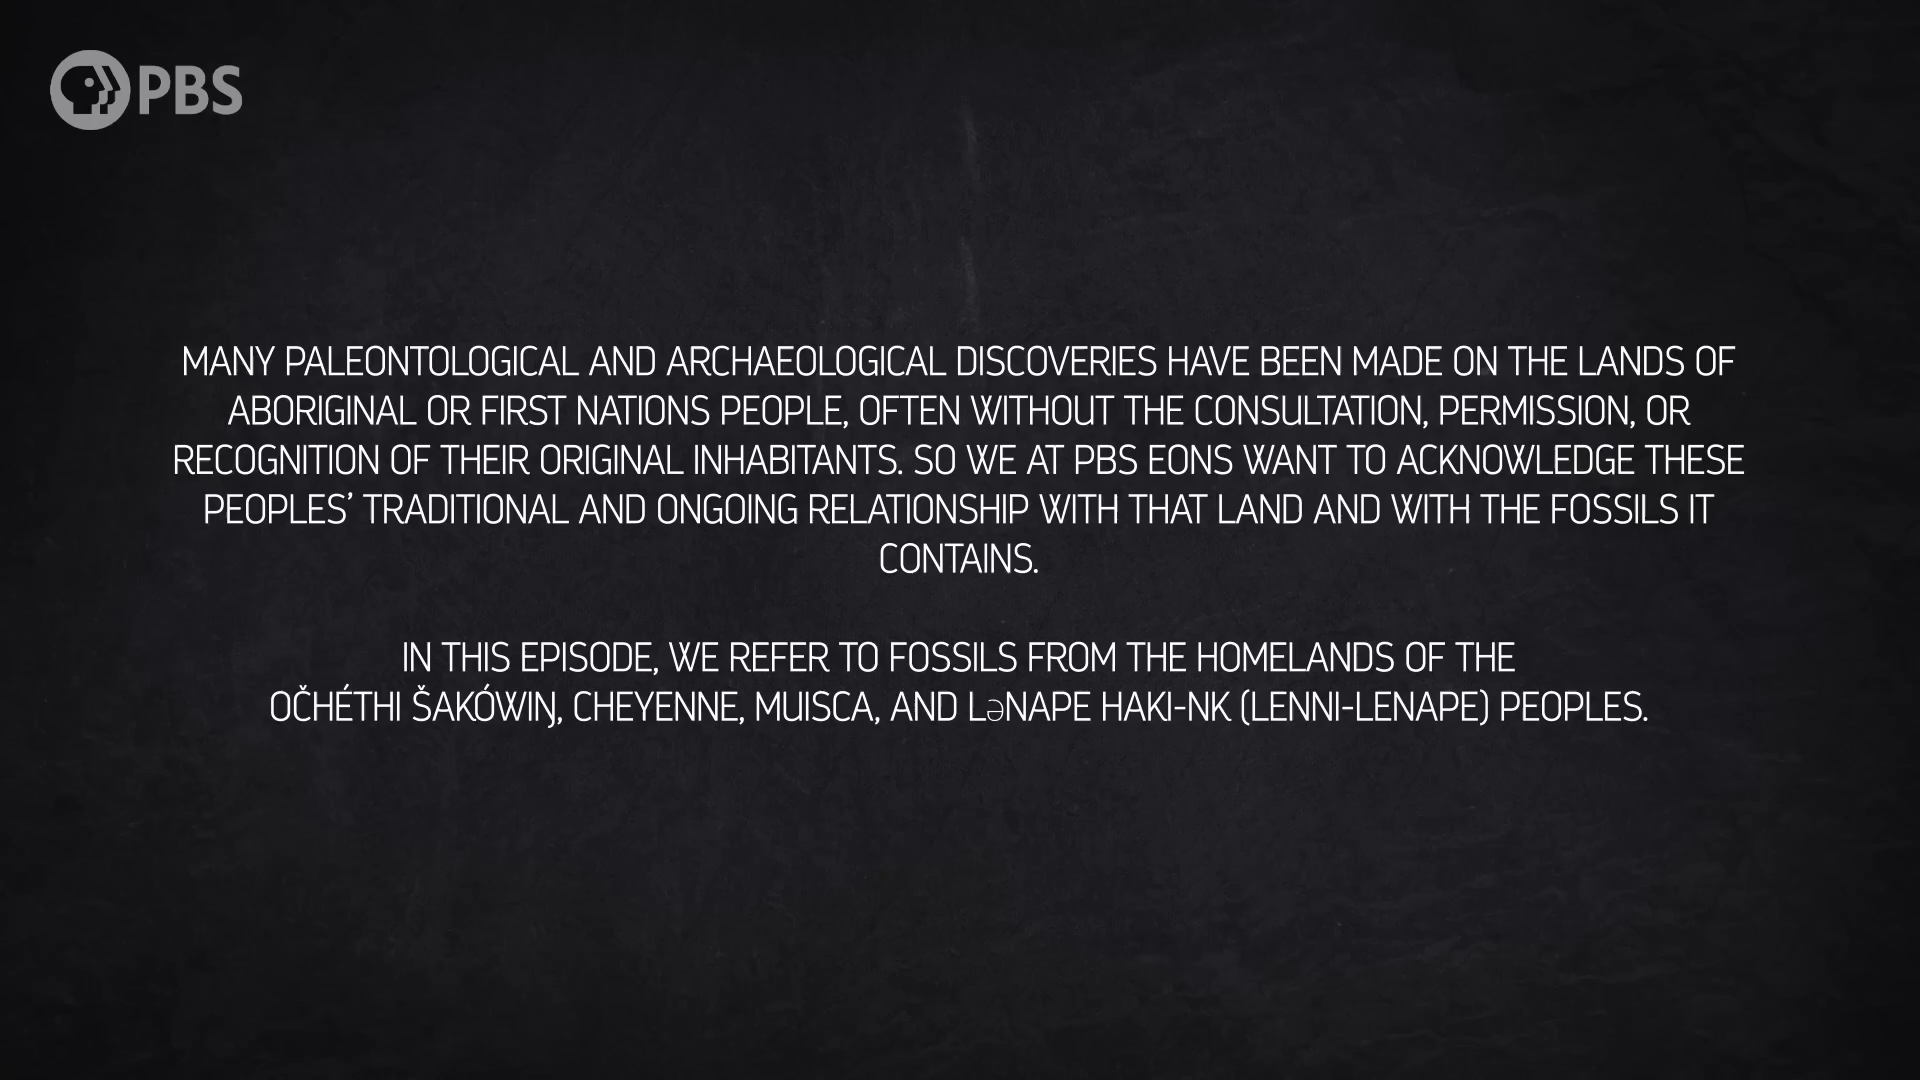 PBS
MANY PALEONTOLOGICAL AND ARCHAEOLOGICAL DISCOVERIES HAVE BEEN MADE ON THE LANDS OF
ABORIGINAL OR FIRST NATIONS PEOPLE, OFTEN WITHOUT THE CONSULTATION, PERMISSION, OR
RECOGNITION OF THEIR ORIGINAL INHABITANTS. SO WE AT PBS EONS WANT TO ACKNOWLEDGE THESE
PEOPLES’ TRADITIONAL AND ONGOING RELATIONSHIP WITH THAT LAND AND WITH THE FOSSILS IT
CONTAINS.
IN THIS EPISODE, WE REFER TO FOSSILS FROM THE HOMELANDS OF THE
OČHÉTHI ŠAKÓWIŊ, CHEYENNE, MUISCA, AND LəNAPE HAKI-NK (LENNI-LENAPE) PEOPLES.